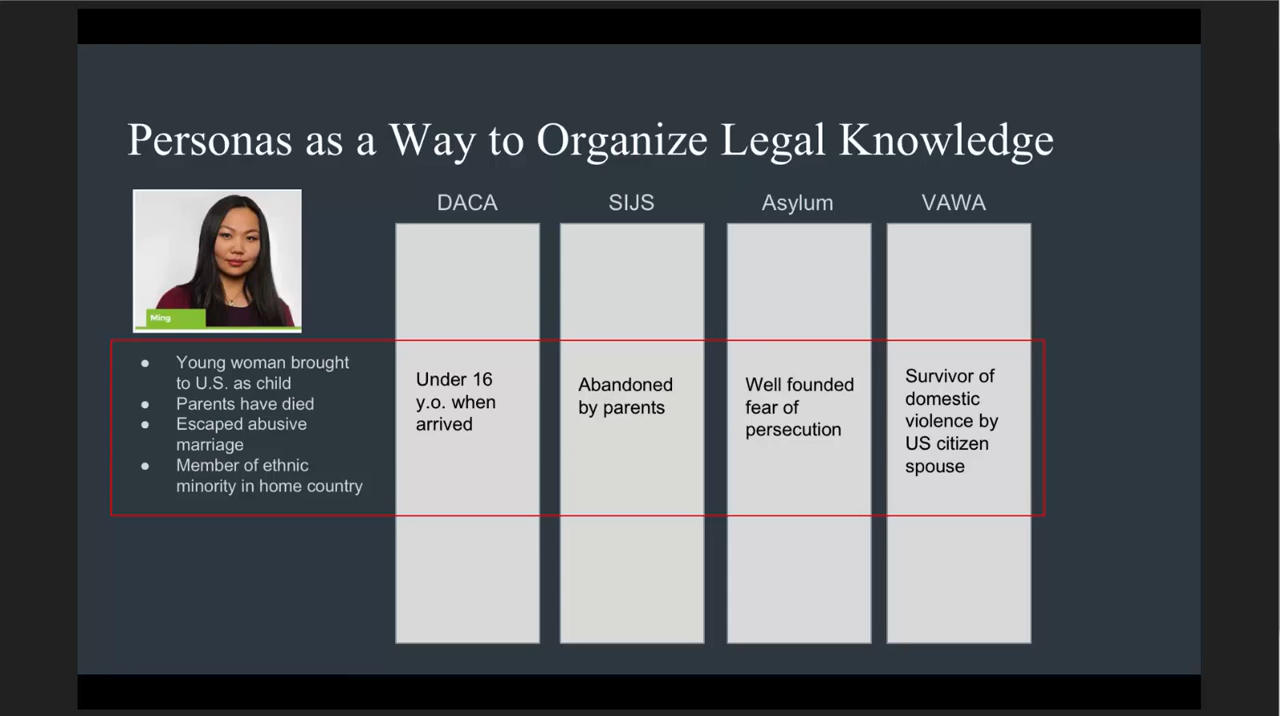 Personas as a Way to Organize Legal Knowledge
DACA
SIJS
Asylum
VAWA
Ming
● Young woman brought
to U.S. as child
● Parents have died
● Escaped abusive
marriage
● Member of ethnic
minority in home country
Under 16
y.o. when
arrived
Abandoned
by parents
Well founded
fear of
persecution
Survivor of
domestic
violence by
US citizen
spouse